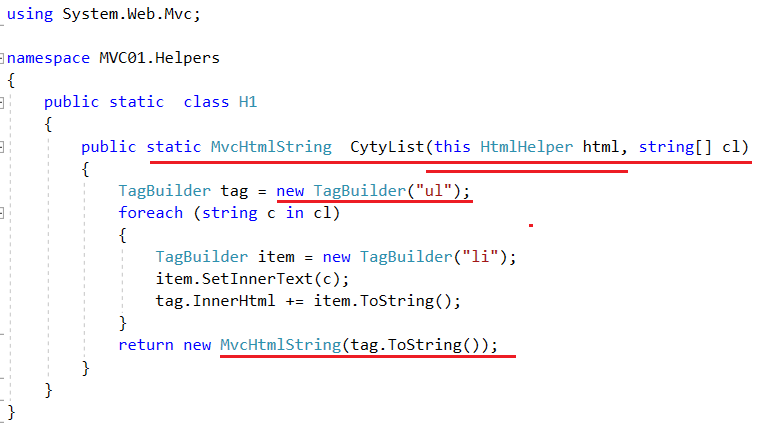 using System.Web.Mvc;
namespace MVC01.Helpers
{
public static  class H1
{
public static MvcHtmlString  CytyList(this HtmlHelper html, string[] cl)
{
TagBuilder tag = new TagBuilder("ul");
foreach (string c in cl)
{
TagBuilder item = new TagBuilder("li");
item.SetInnerText(c);
tag.InnerHtml += item.ToString();
}
return new MvcHtmlString(tag.ToString());
}
}
}